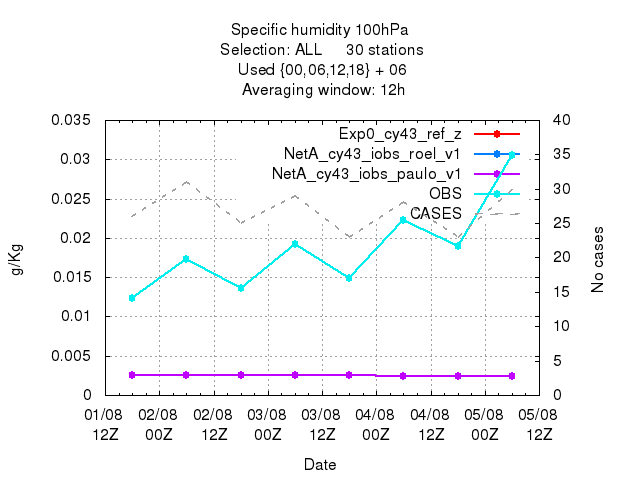 Specific humidity 100hPa
Selection: ALL     30 stations
Used {00,06,12,18} + 06
Averaging window: 12h
Exp0_cy43_ref_z
NetA_cy43_iobs_roel_v1
NetA_cy43_iobs_paulo_v1
OBS
CASES
0.035
0.03
0.025
0.02
0.015
0.01
0.005
0
g/Kg
40
35
30
25
20
15
10
5
0
No cases
01/08 02/08 02/08 03/08 03/08 04/08 04/08 05/08 05/08
12Z 00Z 12Z 00Z 12Z 00Z 12Z 00Z 12Z
Date